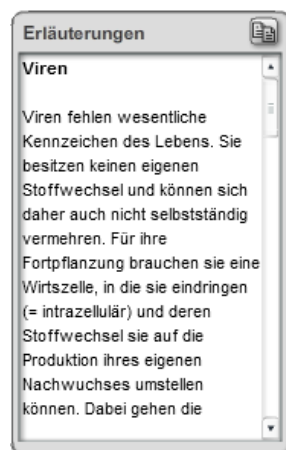 Erläuterungen
Viren
Viren fehlen wesentliche
Kennzeichen des Lebens. Sie
besitzen keinen eigenen
Stoffwechsel und können sich
daher auch nicht selbstständig
vermehren. Für ihre
Fortpflanzung brauchen sie eine
Wirtszelle, in die sie eindringen
(= intrazellulär) und deren
Stoffwechsel sie auf die
Produktion ihres eigenen
Nachwuchses umstellen
können. Dabei gehen die